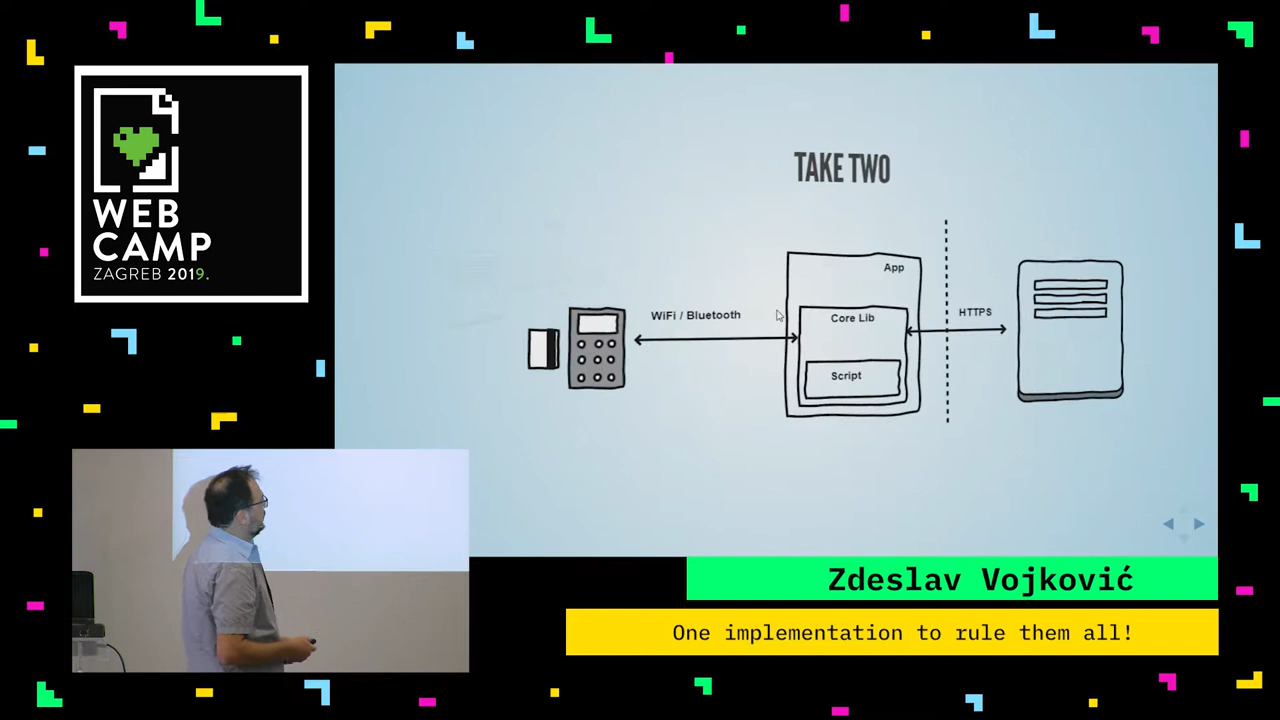 WEB
CAMP
ZAGREB 2019.
TAKE TWO
App
WiFi / Bluetooth
Core Lib
HTTPS
Script
Zdeslav Vojković
One implementation to rule them all!